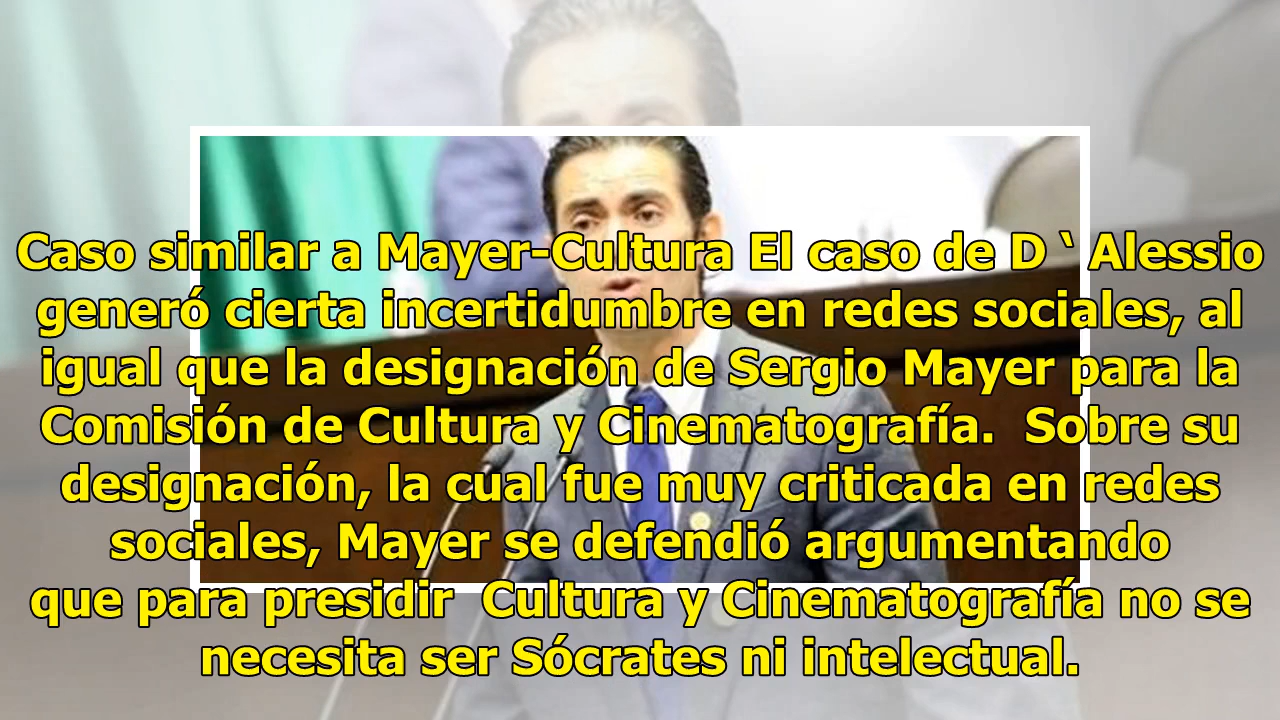 Caso similar a Mayer-Cultura El caso de D ‘ Alessio
generó cierta incertidumbre en redes sociales, al
igual que la designación de Sergio Mayer para la
Comisión de Cultura y Cinematografía.  Sobre su
designación, la cual fue muy criticada en redes
sociales, Mayer se defendió argumentando
que para presidir  Cultura y Cinematografía no se
necesita ser Sócrates ni intelectual.